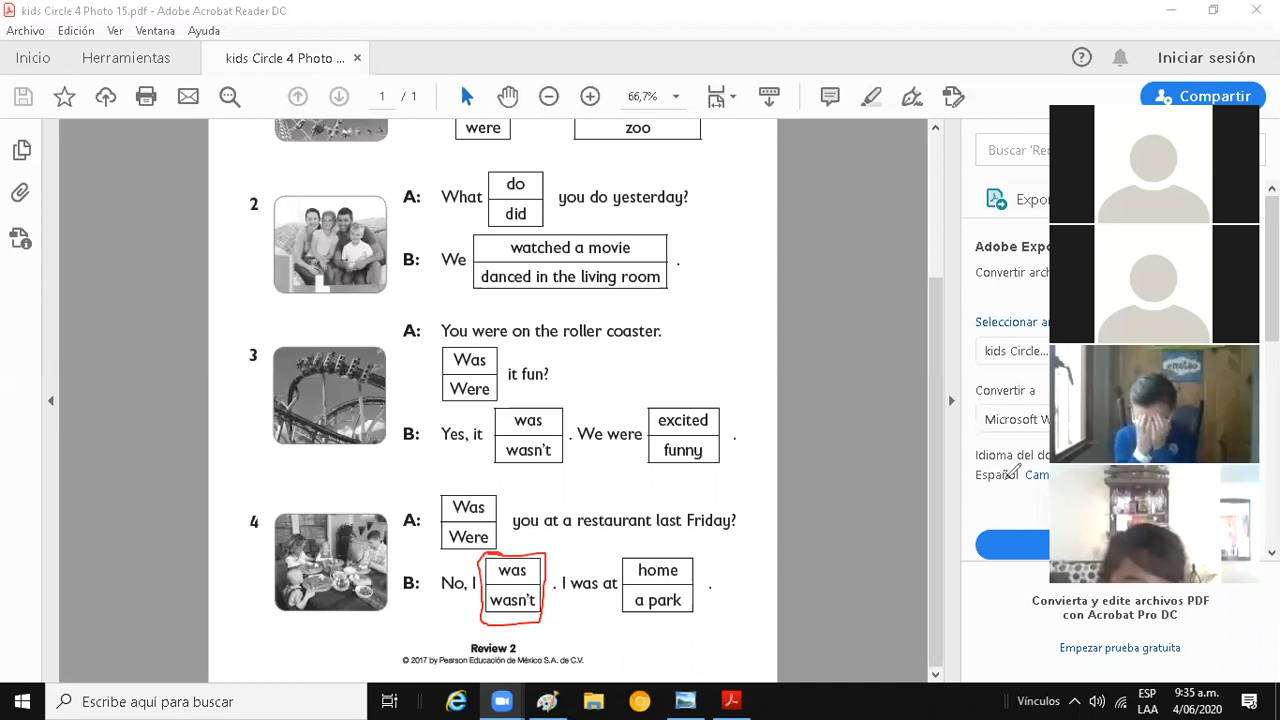 kids Circle 4 Photo 15.pdf - Adobe Acrobat Reader DC
Archivo Edición Ver Ventana Ayuda
Inicio Herramientas kids Circle 4 Photo ... × Iniciar sesión
1 / 1 66,7% Compartir
were zoo
2 A: What do did you do yesterday?
B: We watched a movie danced in the living room .
3 A: You were on the roller coaster.
Was Were it fun?
B: Yes, it was wasn't . We were excited funny .
4 A: Was Were you at a restaurant last Friday?
B: No, I was wasn't . I was at home a park .
Review 2
© 2017 by Pearson Educación de México S.A. de C.V.
Buscar 'Re
Expor
Adobe Expo
Convertir arch
Seleccionar ar
kids Circle...
Convertir a
Microsoft W
Idioma del do
Español Cam
Convierta y edite archivos PDF
con Acrobat Pro DC
Empezar prueba gratuita
Escribe aquí para buscar
Vínculos
ESP
LAA
9:35 a.m.
4/06/2020